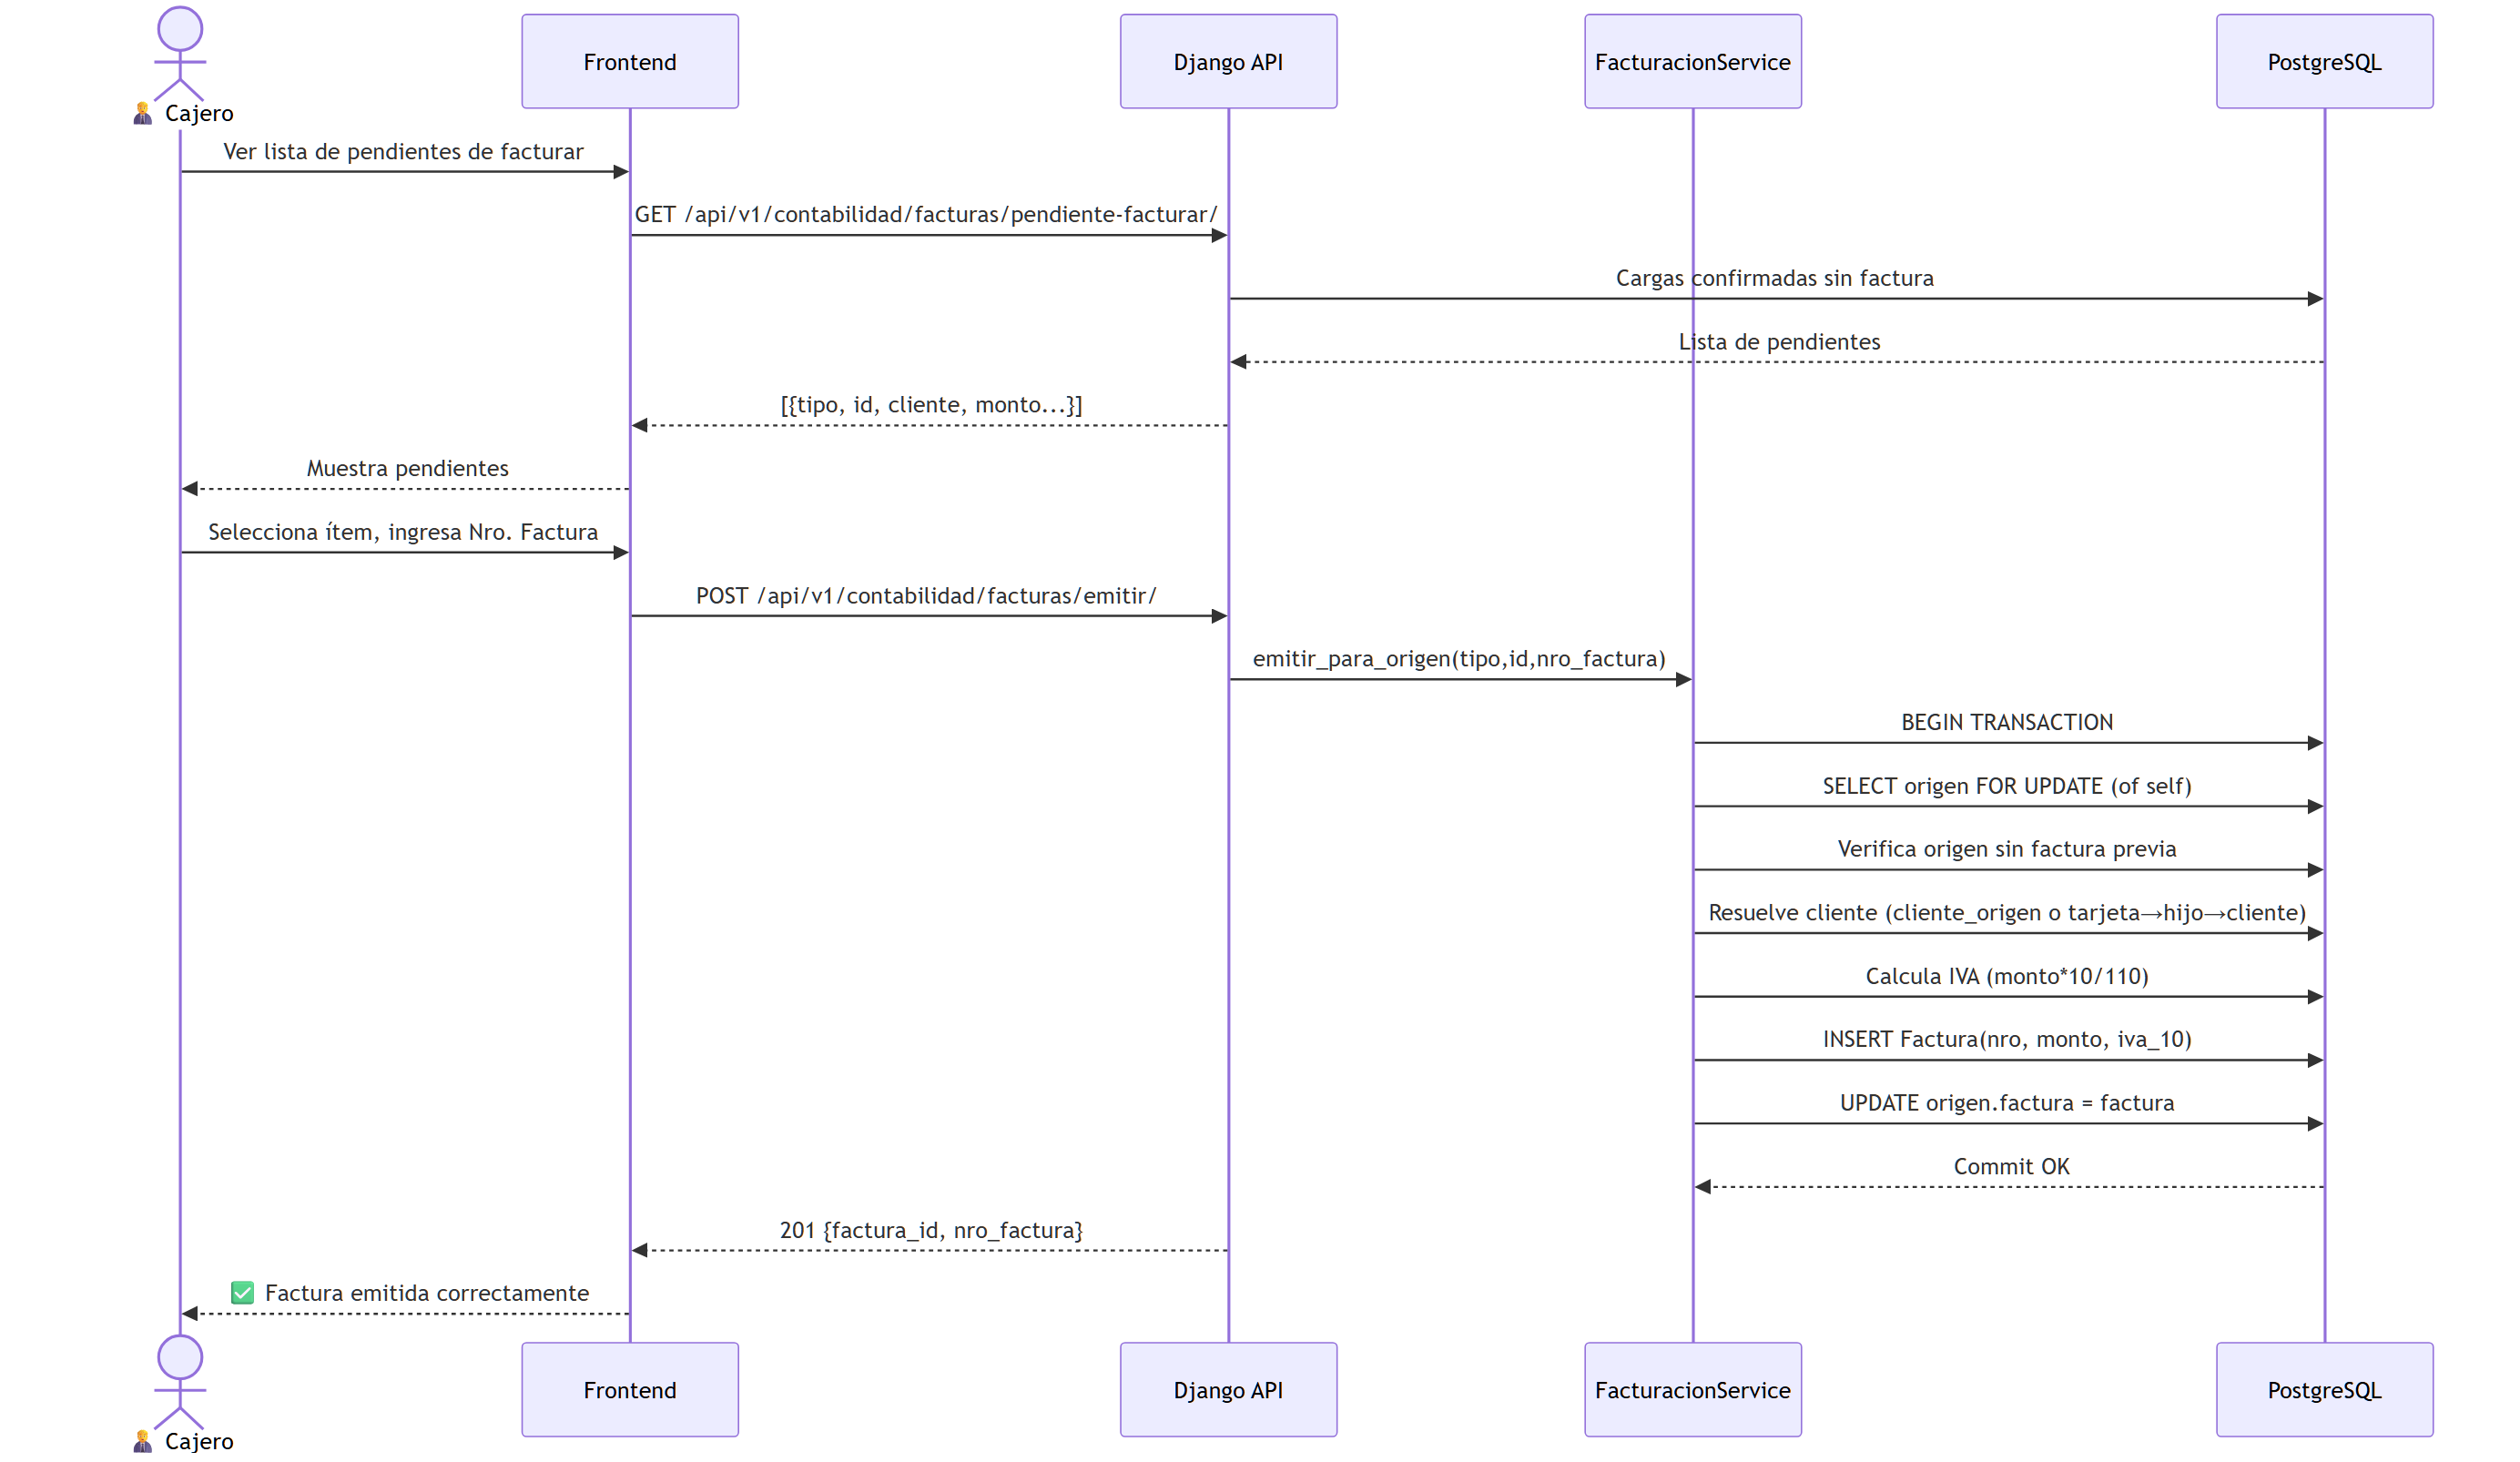 Frontend
Django API
FacturacionService
PostgreSQL
Cajero
Ver lista de pendientes de facturar
GET /api/v1/contabilidad/facturas/pendiente-facturar/
Cargas confirmadas sin factura
Lista de pendientes
[{tipo, id, cliente, monto...}]
Muestra pendientes
Selecciona ítem, ingresa Nro. Factura
POST /api/v1/contabilidad/facturas/emitir/
emitir_para_origen(tipo,id,nro_factura)
BEGIN TRANSACTION
SELECT origen FOR UPDATE (of self)
Verifica origen sin factura previa
Resuelve cliente (cliente_origen o tarjeta→hijo→cliente)
Calcula IVA (monto*10/110)
INSERT Factura(nro, monto, iva_10)
UPDATE origen.factura = factura
Commit OK
201 {factura_id, nro_factura}
✅ Factura emitida correctamente
Frontend
Django API
FacturacionService
PostgreSQL
Cajero